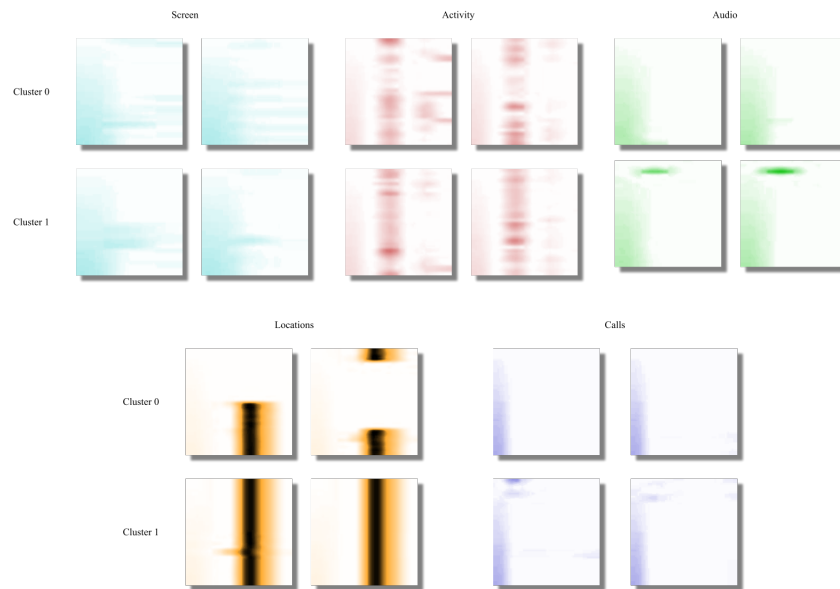 Screen
Activity
Audio
Cluster 0
Cluster 1
Locations
Calls
Cluster 0
Cluster 1